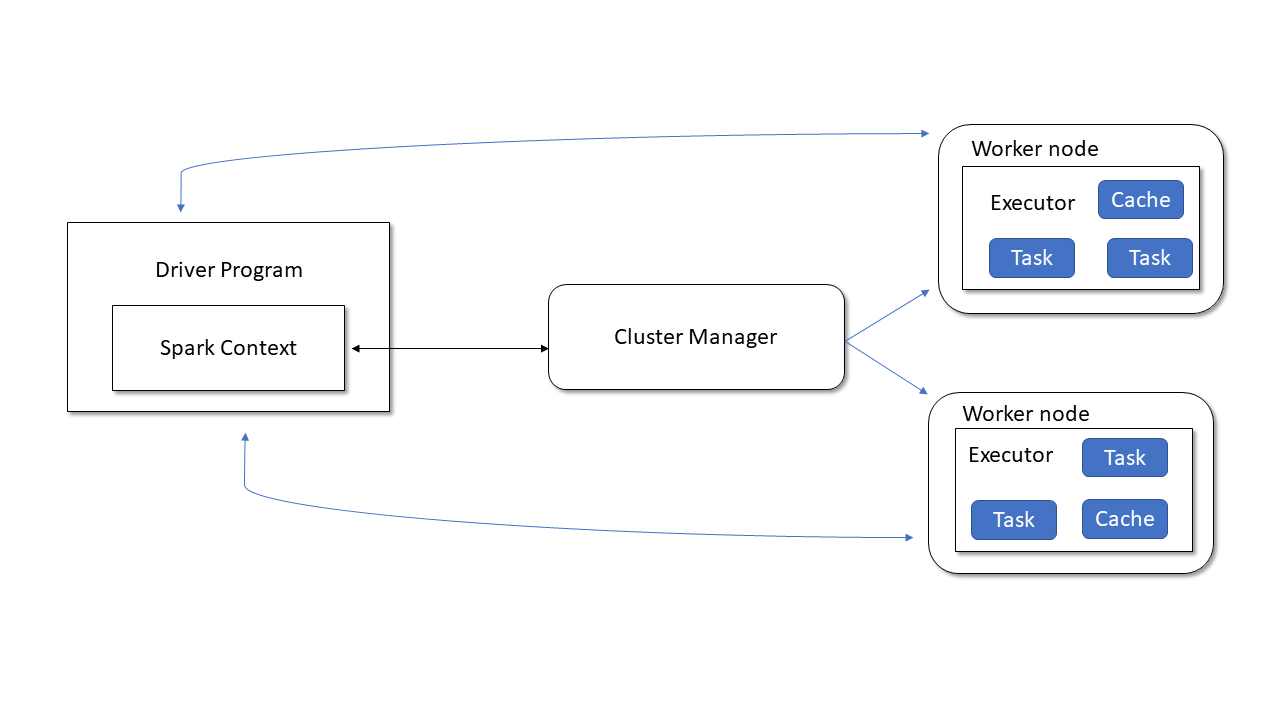 Driver Program
Spark Context
Cluster Manager
Worker node
Executor
Cache
Task
Task
Worker node
Executor
Task
Task
Cache